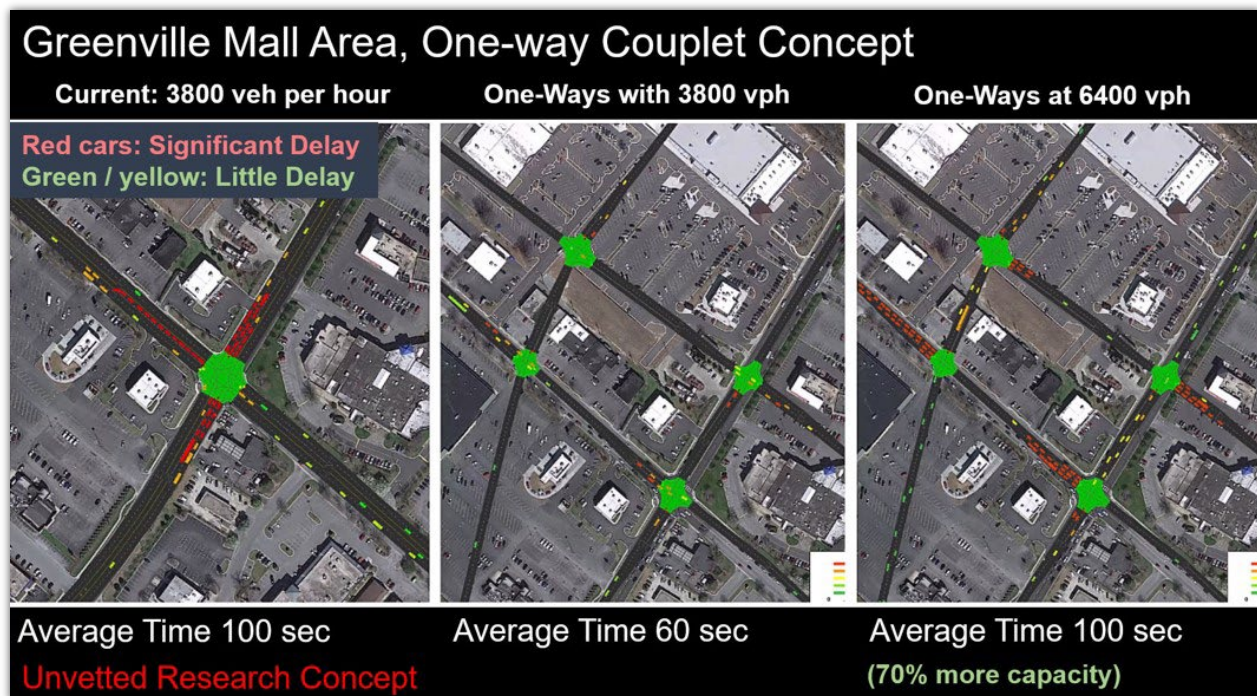 Greenville Mall Area, One-way Couplet Concept
Current: 3800 veh per hour
One-Ways with 3800 vph
One-Ways at 6400 vph
Red cars: Significant Delay
Green / yellow: Little Delay
Average Time 100 sec
Average Time 60 sec
Average Time 100 sec
Unvetted Research Concept
(70% more capacity)